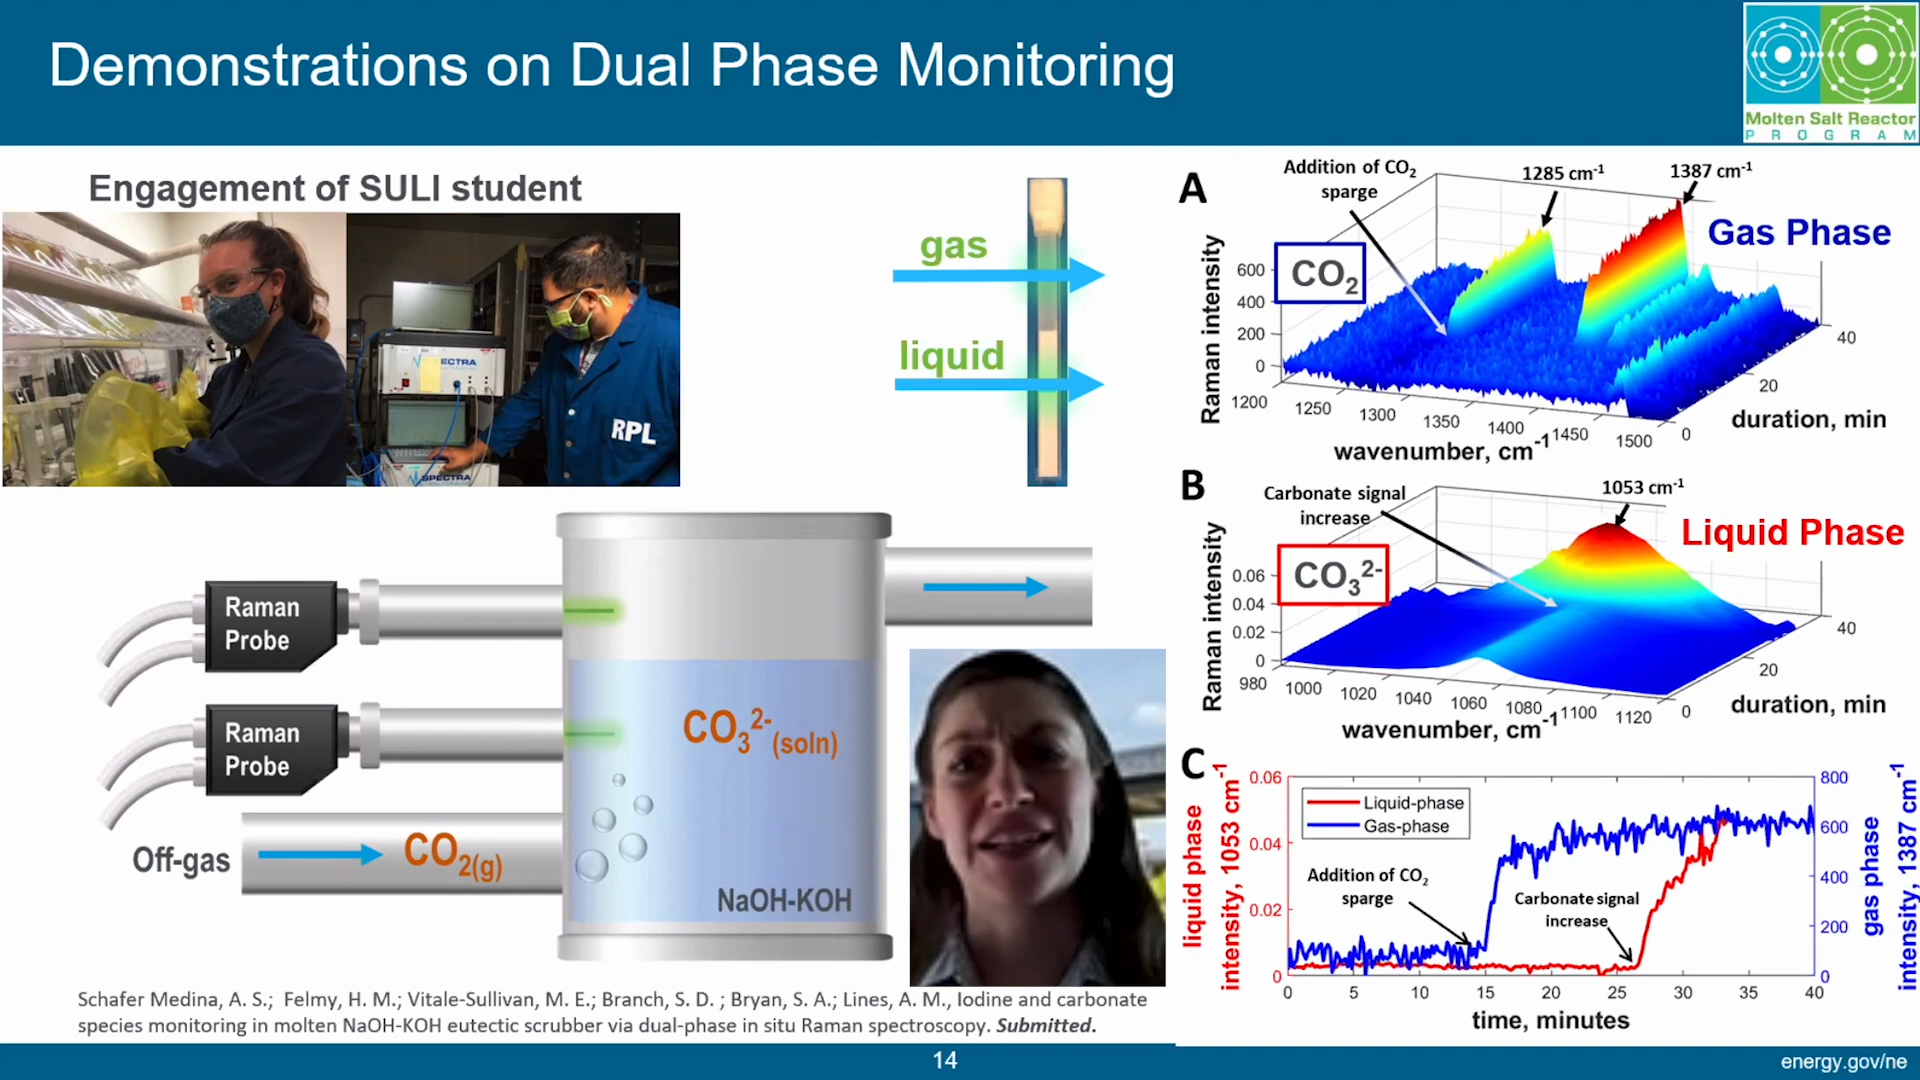 Demonstrations on Dual Phase Monitoring
Molten Salt Reactor
P R O G R A M
Engagement of SULI student
ECTRA
SPECTRA
RPL
gas
liquid
Raman
Probe
Raman
Probe
Off-gas
CO2(g)
CO3^2-(soln)
NaOH-KOH
A
Addition of CO2
sparge
1285 cm-1
1387 cm-1
Gas Phase
CO2
Raman intensity
600
400
200
0
1200
1250
1300
1350
1400
1450
1500
wavenumber, cm-1
0
20
40
duration, min
B
Carbonate signal
increase
1053 cm-1
Liquid Phase
CO3^2-
Raman intensity
0.06
0.04
0.02
0
980
1000
1020
1040
1060
1080
1100
1120
wavenumber, cm-1
0
20
40
duration, min
C
liquid phase
intensity, 1053 cm-1
0.06
0.04
0.02
0
Liquid-phase
Gas-phase
Addition of CO2
sparge
Carbonate signal
increase
800
600
400
200
0
gas phase
intensity, 1387 cm-1
0 5 10 15 20 25 30 35 40
time, minutes
Schafer Medina, A. S.; Felmy, H. M.; Vitale-Sullivan, M. E.; Branch, S. D. ; Bryan, S. A.; Lines, A. M., Iodine and carbonate
species monitoring in molten NaOH-KOH eutectic scrubber via dual-phase in situ Raman spectroscopy. Submitted.
14
energy.gov/ne